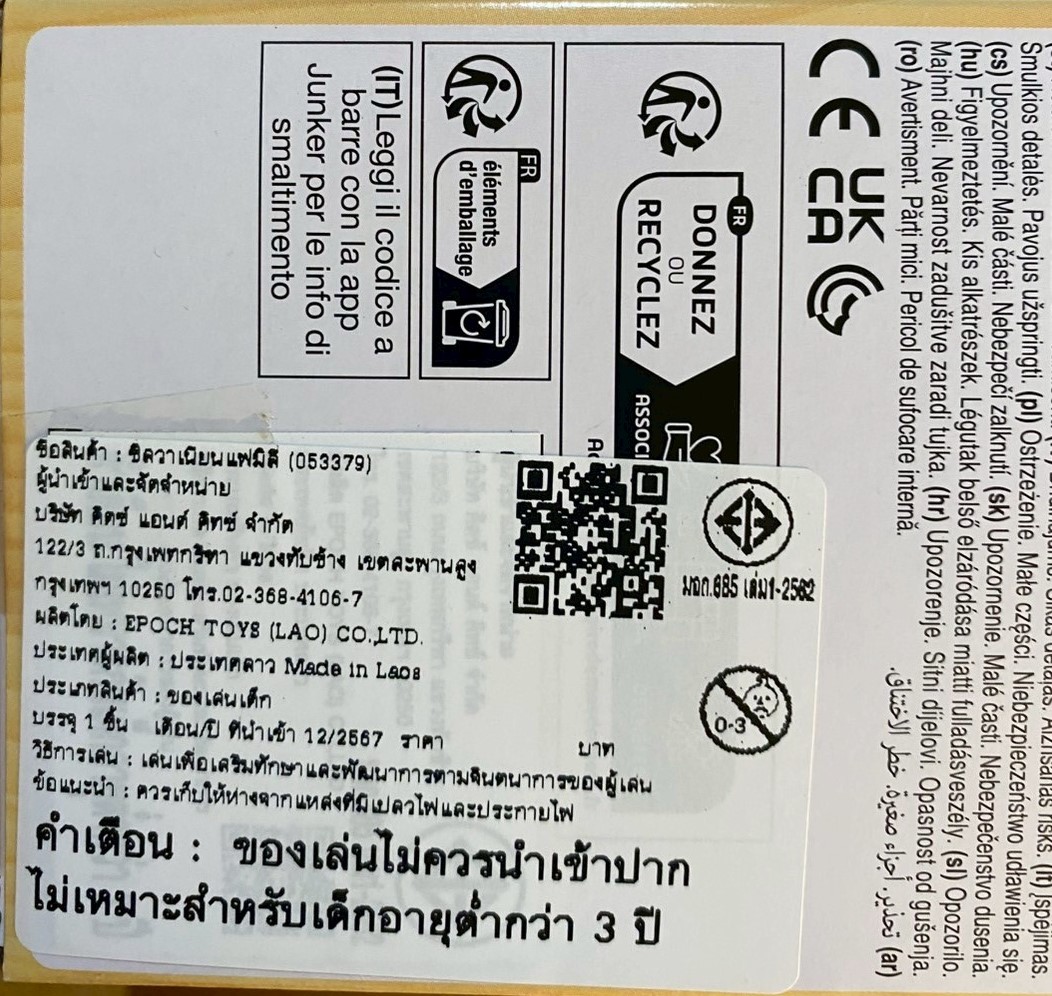 Smulkios detalės. Pavojus užspringti. (pl) Ostrzeżenie. Małe części. Niebezpieczeństwo udławienia się.
(cs) Upozornění. Malé části. Nebezpečí zalknutí. (sk) Upozornenie. Malé časti. Nebezpečenstvo dusenia.
(hu) Figyelmeztetés. Kis alkatrészek. Légutak belső elzáródása miatti fulladásveszély. (sl) Opozorilo.
Majhni deli. Nevarnost zadušitve zaradi tujka. (hr) Upozorenje. Sitni dijelovi. Opasnost od gušenja.
(ro) Avertisment. Părți mici. Pericol de sufocare internă.
(ar) تحذير. أجزاء صغيرة. خطر الاختناق.
CE
UK
CA
FR
DONNEZ
OU
RECYCLEZ
FR
éléments
d'emballage
(IT)Leggi il codice a
barre con la app
Junker per le info di
smaltimento
ชื่อสินค้า : ซิลวาเนียนแฟมิลี่ (053379)
ผู้นำเข้าและจัดจำหน่าย
บริษัท คิดซ์ แอนด์ คิทซ์ จำกัด
122/3 ถ.กรุงเทพกรีฑา แขวงทับช้าง เขตสะพานสูง
กรุงเทพฯ 10250 โทร.02-368-4106-7
ผลิตโดย : EPOCH TOYS (LAO) CO.,LTD.
ประเทศผู้ผลิต : ประเทศลาว Made in Laos
ประเภทสินค้า : ของเล่นเด็ก
บรรจุ 1 ชิ้น เดือน/ปี ที่นำเข้า 12/2567 ราคา บาท
วิธีการเล่น : เล่นเพื่อเสริมทักษาและพัฒนาการตามจินตนาการของผู้เล่น
ข้อแนะนำ : ควรเก็บให้ห่างจากแหล่งที่มีเปลวไฟและประกายไฟ
คำเตือน : ของเล่นไม่ควรนำเข้าปาก
ไม่เหมาะสำหรับเด็กอายุต่ำกว่า 3 ปี
มอก.685 เล่ม1-2562
0-3